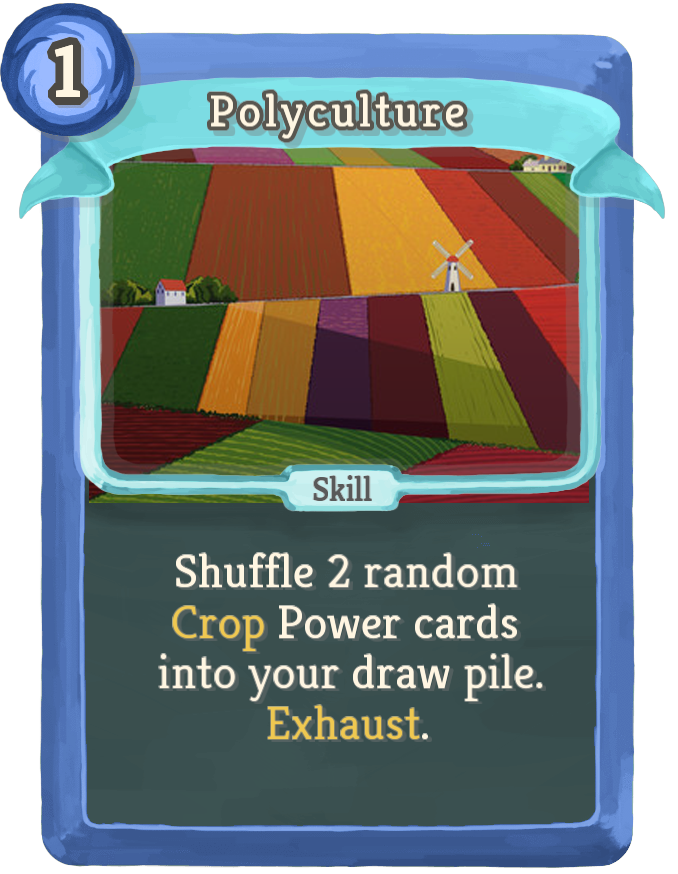 1
Polyculture
Skill
Shuffle 2 random
Crop Power cards
into your draw pile.
Exhaust.